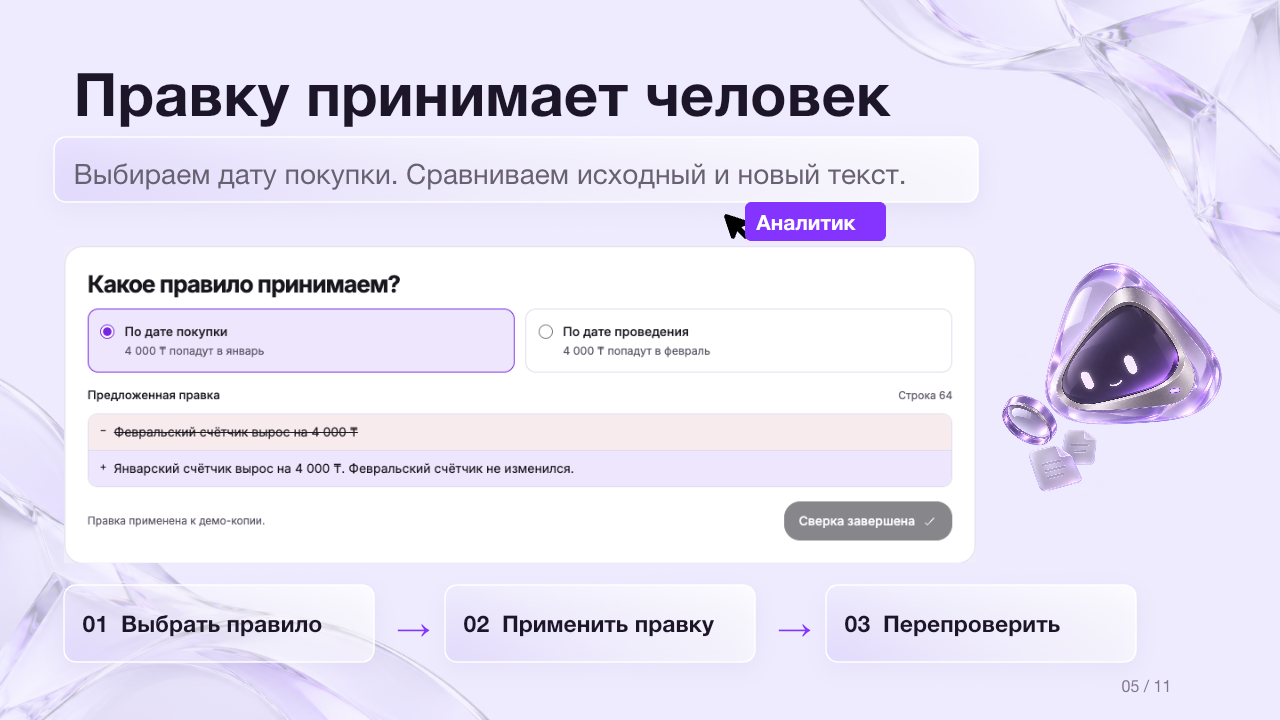 Правку принимает человек
Выбираем дату покупки. Сравниваем исходный и новый текст.
Аналитик
Какое правило принимаем?
По дате покупки
4 000 ₸ попадут в январь
По дате проведения
4 000 ₸ попадут в февраль
Предложенная правка
Строка 64
− Февральский счётчик вырос на 4 000 ₸
+ Январский счётчик вырос на 4 000 ₸. Февральский счётчик не изменился.
Правка применена к демо-копии.
Сверка завершена ✓
01 Выбрать правило
→
02 Применить правку
→
03 Перепроверить
05 / 11